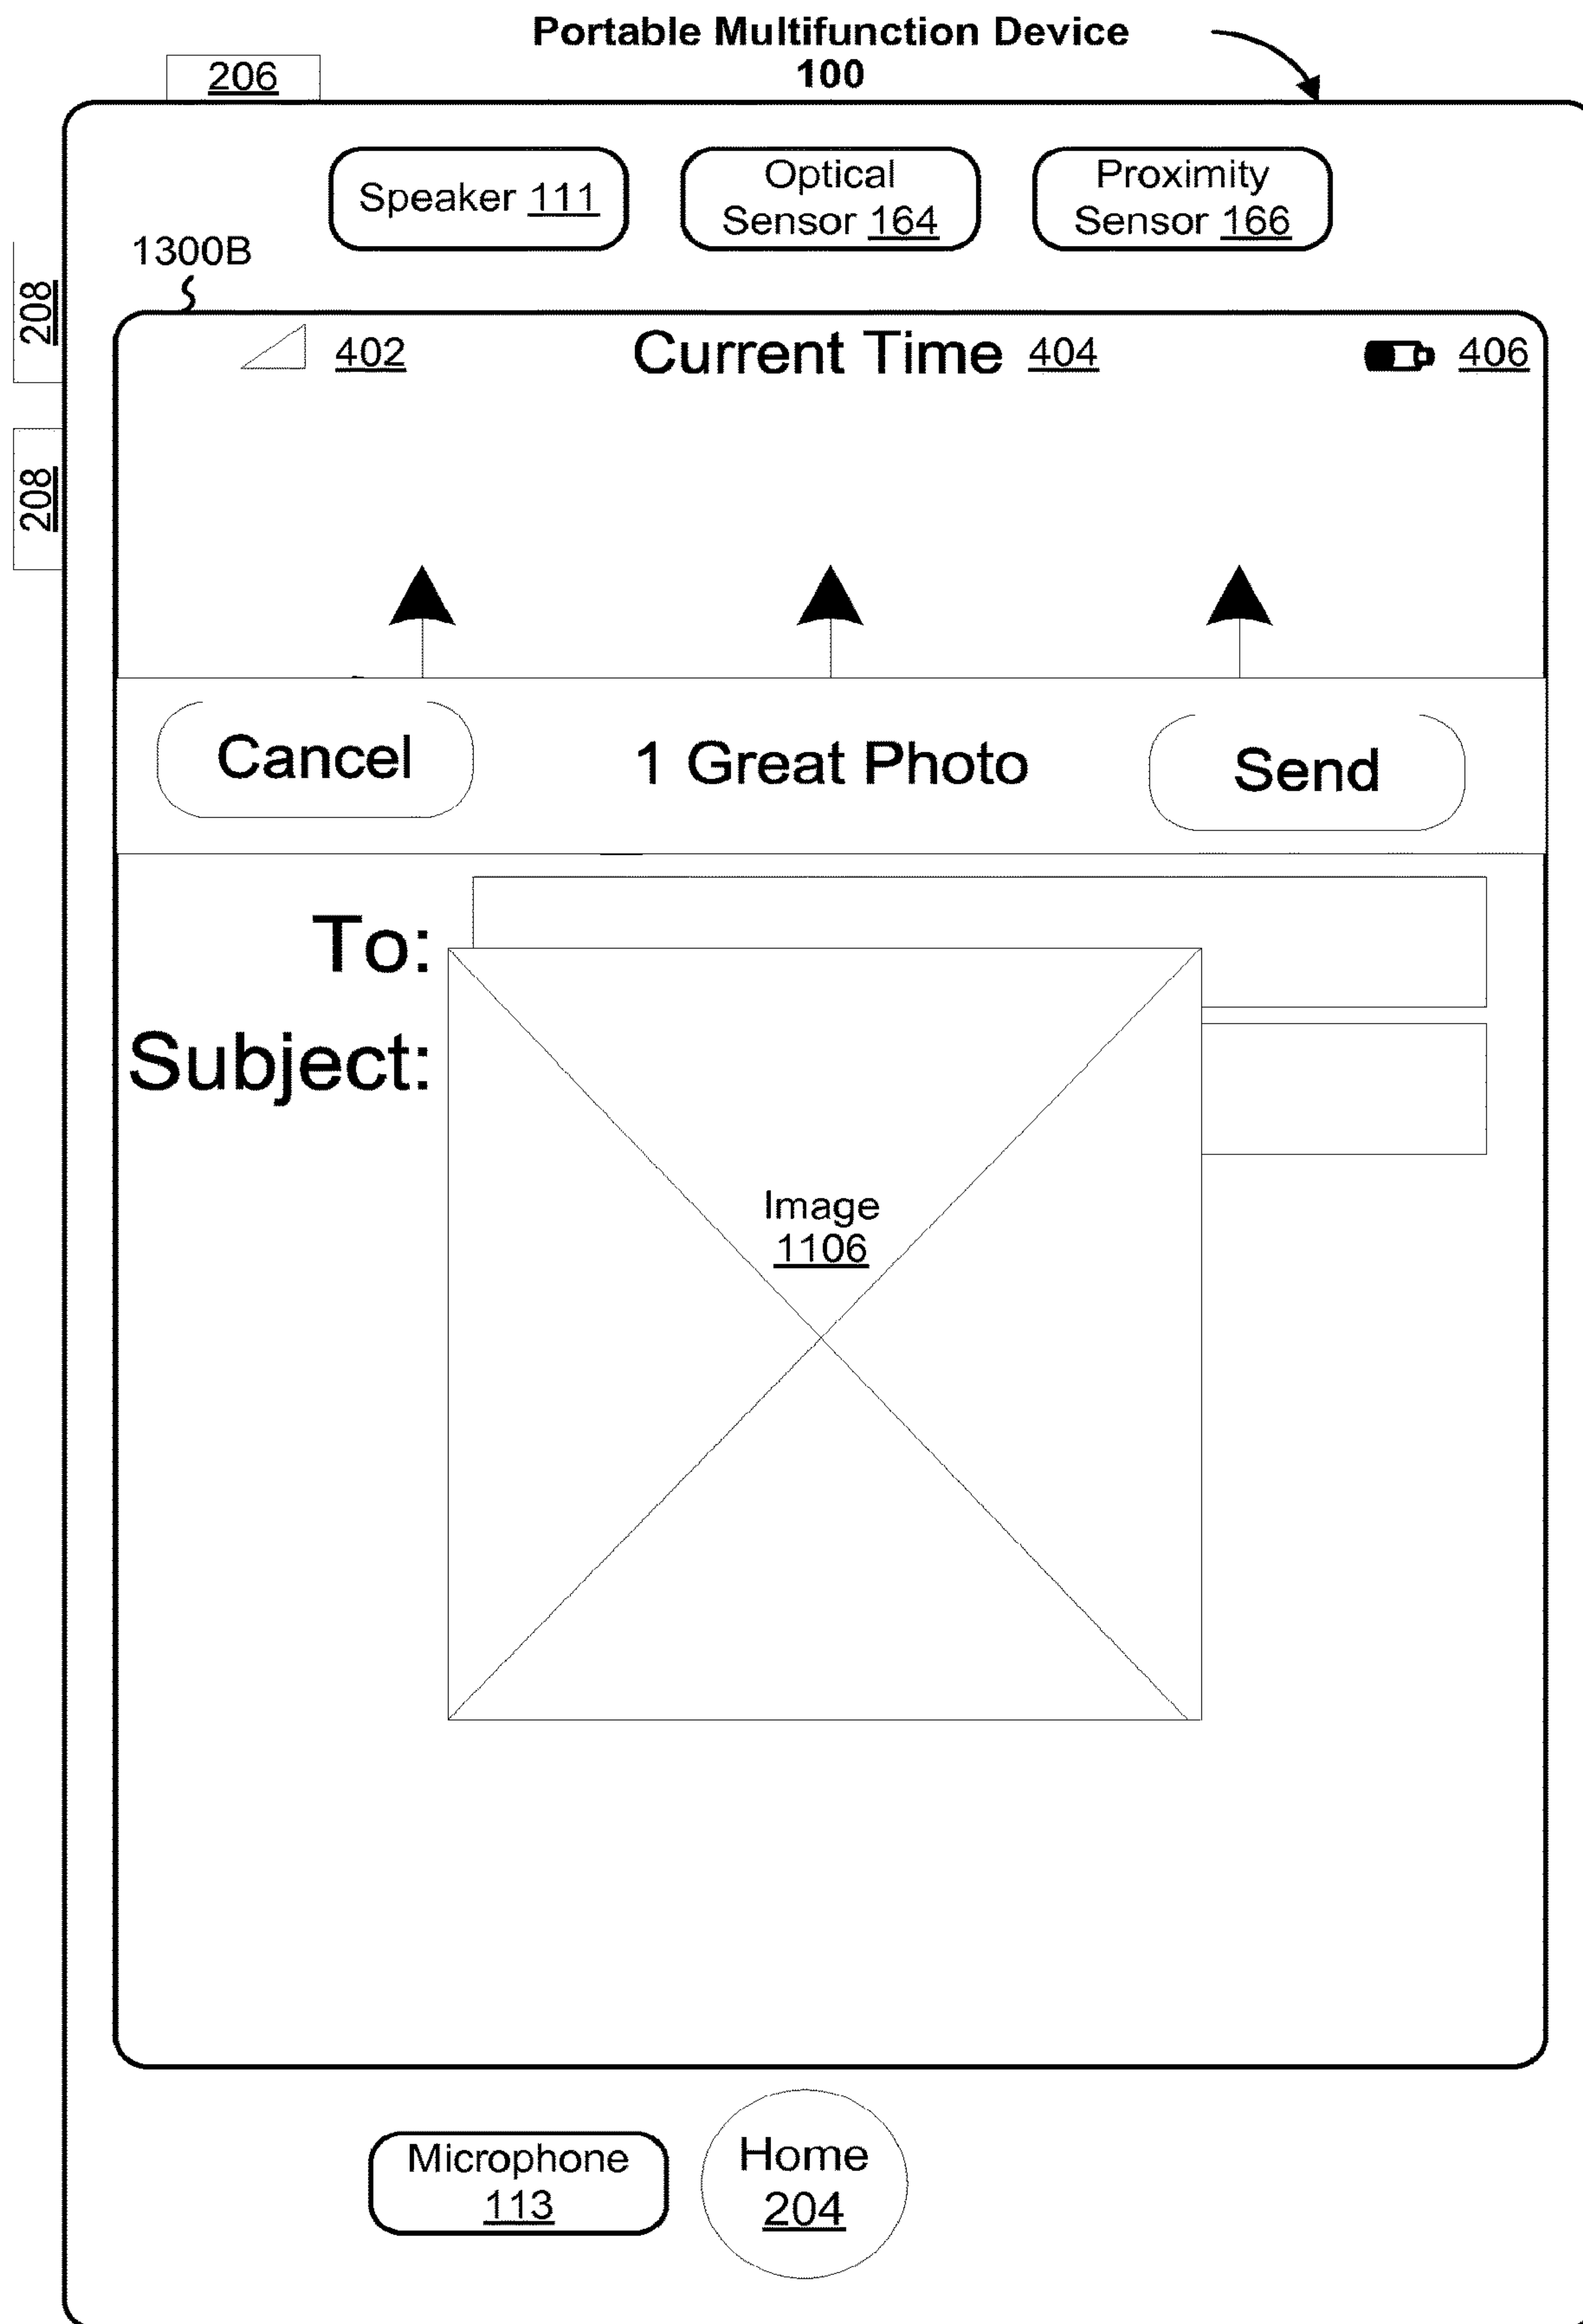 Portable Multifunction Device
100
206
Speaker 111
Optical
Sensor 164
Proximity
Sensor 166
1300B
208
208
402
Current Time 404
406
Cancel
1 Great Photo
Send
To:
Subject:
Image
1106
Microphone
113
Home
204